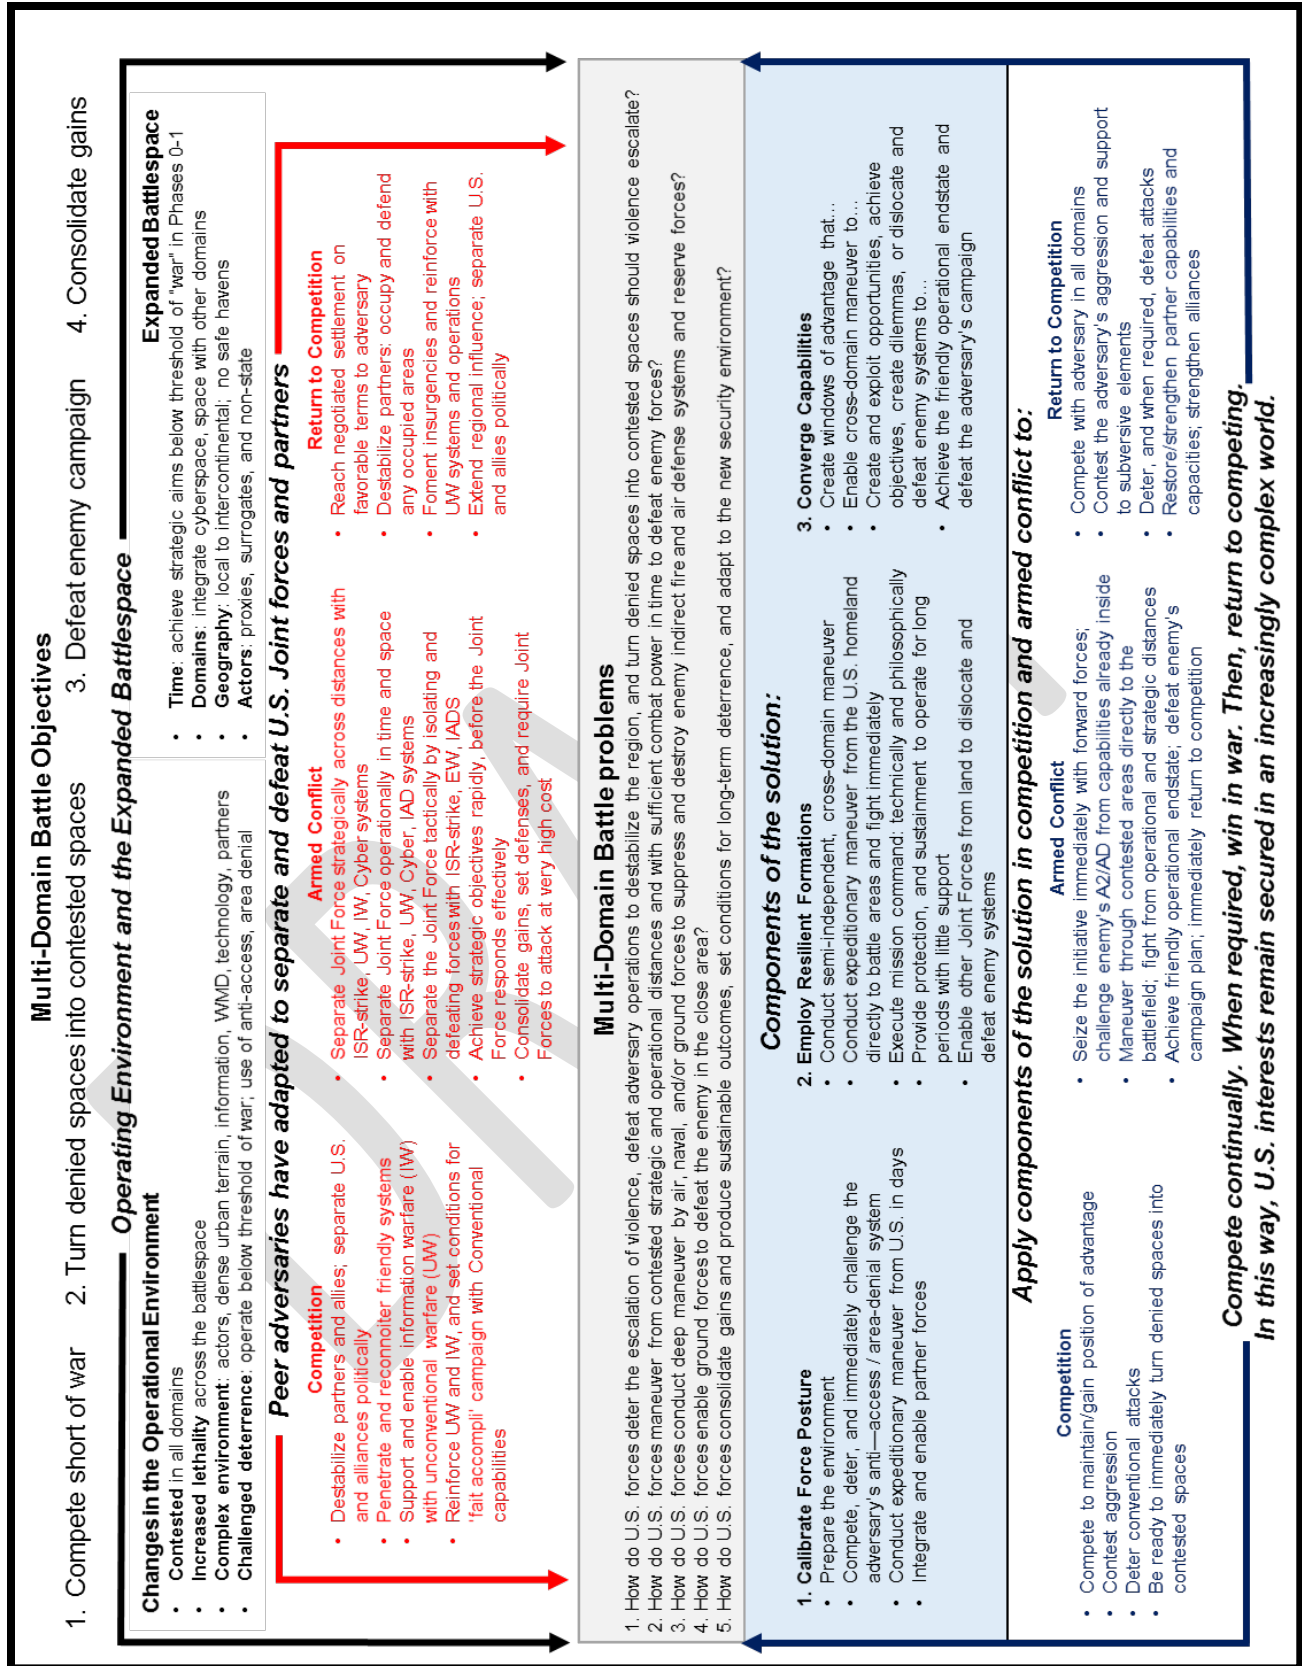 Multi-Domain Battle Objectives
1. Compete short of war 2. Turn denied spaces into contested spaces 3. Defeat enemy campaign 4. Consolidate gains
Operating Environment and the Expanded Battlespace
Changes in the Operational Environment
• Contested in all domains
• Increased lethality across the battlespace
• Complex environment: actors, dense urban terrain, information, WMD, technology, partners
• Challenged deterrence: operate below threshold of war; use of anti-access, area denial
Expanded Battlespace
• Time: achieve strategic aims below threshold of "war" in Phases 0-1
• Domains: integrate cyberspace, space with other domains
• Geography: local to intercontinental; no safe havens
• Actors: proxies, surrogates, and non-state
Peer adversaries have adapted to separate and defeat U.S. Joint forces and partners
Competition
• Destabilize partners and allies; separate U.S.
and alliances politically
• Penetrate and reconnoiter friendly systems
• Support and enable information warfare (IW)
with unconventional warfare (UW)
• Reinforce UW and IW, and set conditions for
'fait accompli' campaign with Conventional
capabilities
Armed Conflict
• Separate Joint Force strategically across distances with
ISR-strike, UW, IW, Cyber systems
• Separate Joint Force operationally in time and space
with ISR-strike, UW, Cyber, IAD systems
• Separate the Joint Force tactically by isolating and
defeating forces with ISR-strike, EW, IADS
• Achieve strategic objectives rapidly, before the Joint
Force responds effectively
• Consolidate gains, set defenses, and require Joint
Forces to attack at very high cost
Return to Competition
• Reach negotiated settlement on
favorable terms to adversary
• Destabilize partners: occupy and defend
any occupied areas
• Foment insurgencies and reinforce with
UW systems and operations
• Extend regional influence; separate U.S.
and allies politically
Multi-Domain Battle problems
1. How do U.S. forces deter the escalation of violence, defeat adversary operations to destabilize the region, and turn denied spaces into contested spaces should violence escalate?
2. How do U.S. forces maneuver from contested strategic and operational distances and with sufficient combat power in time to defeat enemy forces?
3. How do U.S. forces conduct deep maneuver by air, naval, and/or ground forces to suppress and destroy enemy indirect fire and air defense systems and reserve forces?
4. How do U.S. forces enable ground forces to defeat the enemy in the close area?
5. How do U.S. forces consolidate gains and produce sustainable outcomes, set conditions for long-term deterrence, and adapt to the new security environment?
Components of the solution:
1. Calibrate Force Posture
• Prepare the environment
• Compete, deter, and immediately challenge the
adversary's anti—access / area-denial system
• Conduct expeditionary maneuver from U.S. in days
• Integrate and enable partner forces
2. Employ Resilient Formations
• Conduct semi-independent, cross-domain maneuver
• Conduct expeditionary maneuver from the U.S. homeland
directly to battle areas and fight immediately
• Execute mission command: technically and philosophically
• Provide protection, and sustainment to operate for long
periods with little support
• Enable other Joint Forces from land to dislocate and
defeat enemy systems
3. Converge Capabilities
• Create windows of advantage that...
• Enable cross-domain maneuver to...
• Create and exploit opportunities, achieve
objectives, create dilemmas, or dislocate and
defeat enemy systems to...
• Achieve the friendly operational endstate and
defeat the adversary's campaign
Apply components of the solution in competition and armed conflict to:
Competition
• Compete to maintain/gain position of advantage
• Contest aggression
• Deter conventional attacks
• Be ready to immediately turn denied spaces into
contested spaces
Armed Conflict
• Seize the initiative immediately with forward forces;
challenge enemy's A2/AD from capabilities already inside
• Maneuver through contested areas directly to the
battlefield; fight from operational and strategic distances
• Achieve friendly operational endstate; defeat enemy's
campaign plan; immediately return to competition
Return to Competition
• Compete with adversary in all domains
• Contest the adversary's aggression and support
to subversive elements
• Deter, and when required, defeat attacks
• Restore/strengthen partner capabilities and
capacities; strengthen alliances
Compete continually. When required, win in war. Then, return to competing.
In this way, U.S. interests remain secured in an increasingly complex world.
DRAFT